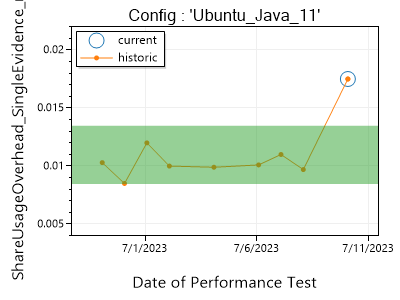 Config : 'Ubuntu_Java_11'
current
historic
0.02
0.015
0.01
0.005
ShareUsageOverhead_SingleEvidence_
7/1/2023
7/6/2023
7/11/2023
Date of Performance Test